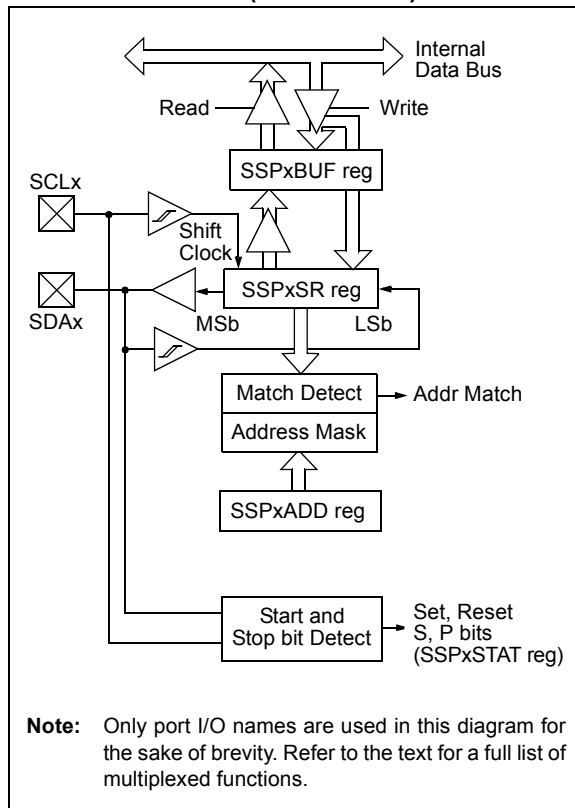 Internal
Data Bus
Read
Write
SSPxBUF reg
SCLx
Shift
Clock
SSPxSR reg
SDAx
MSb
LSb
Match Detect
Addr Match
Address Mask
SSPxADD reg
Start and
Stop bit Detect
Set, Reset
S, P bits
(SSPxSTAT reg)
Note: Only port I/O names are used in this diagram for
the sake of brevity. Refer to the text for a full list of
multiplexed functions.